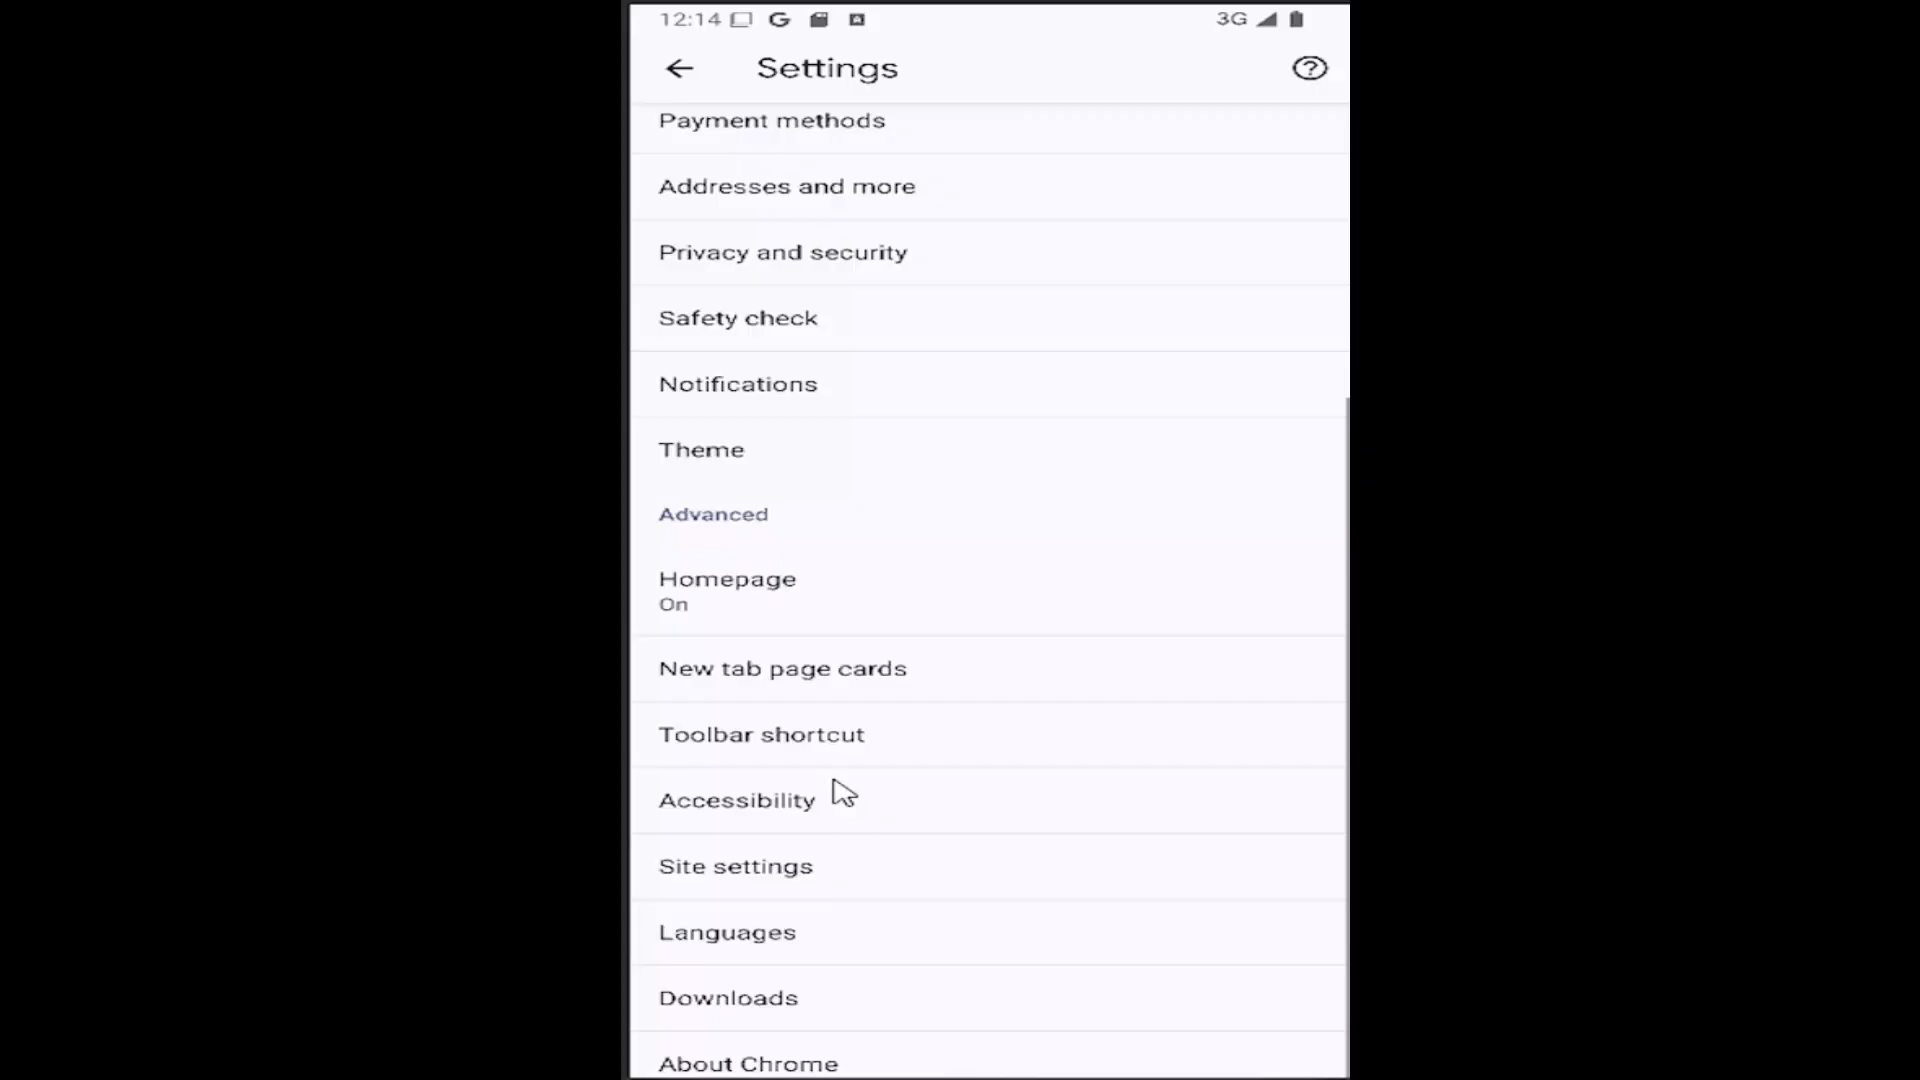 12:14 G 3G
Settings
Payment methods
Addresses and more
Privacy and security
Safety check
Notifications
Theme
Advanced
Homepage
On
New tab page cards
Toolbar shortcut
Accessibility
Site settings
Languages
Downloads
About Chrome